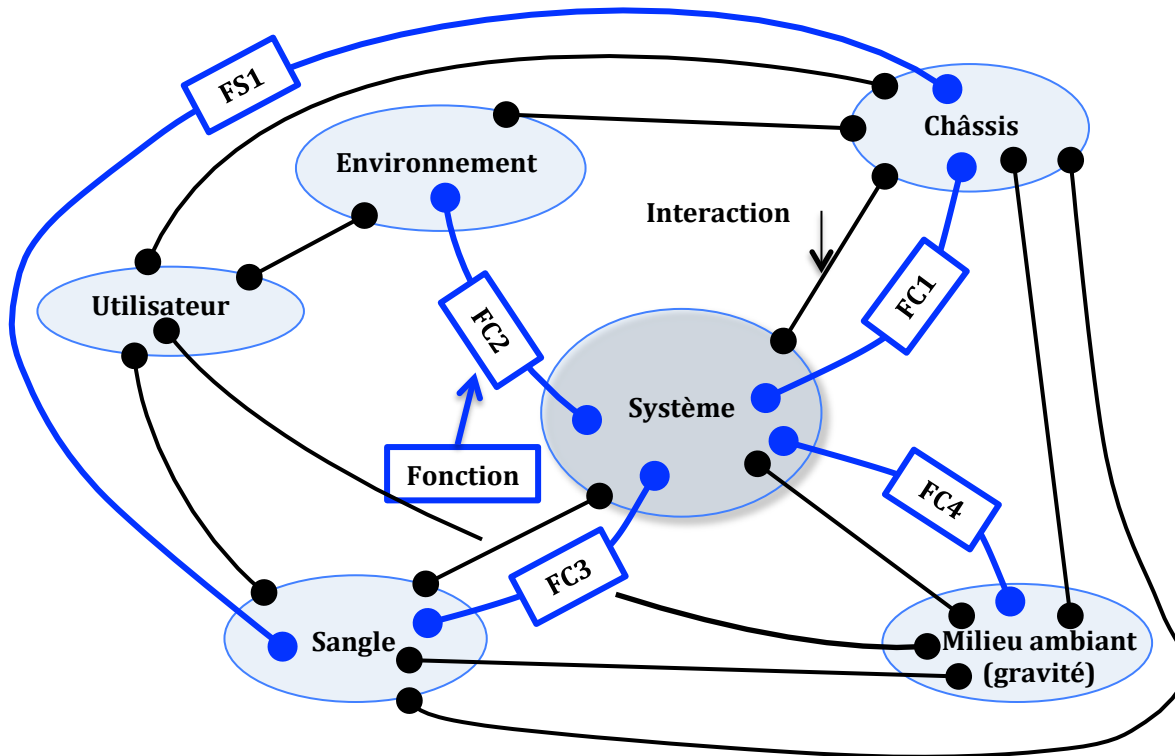 FS1
Châssis
Environnement
Interaction
FC1
Utilisateur
FC2
Système
Fonction
FC4
FC3
Sangle
Milieu ambiant
(gravité)